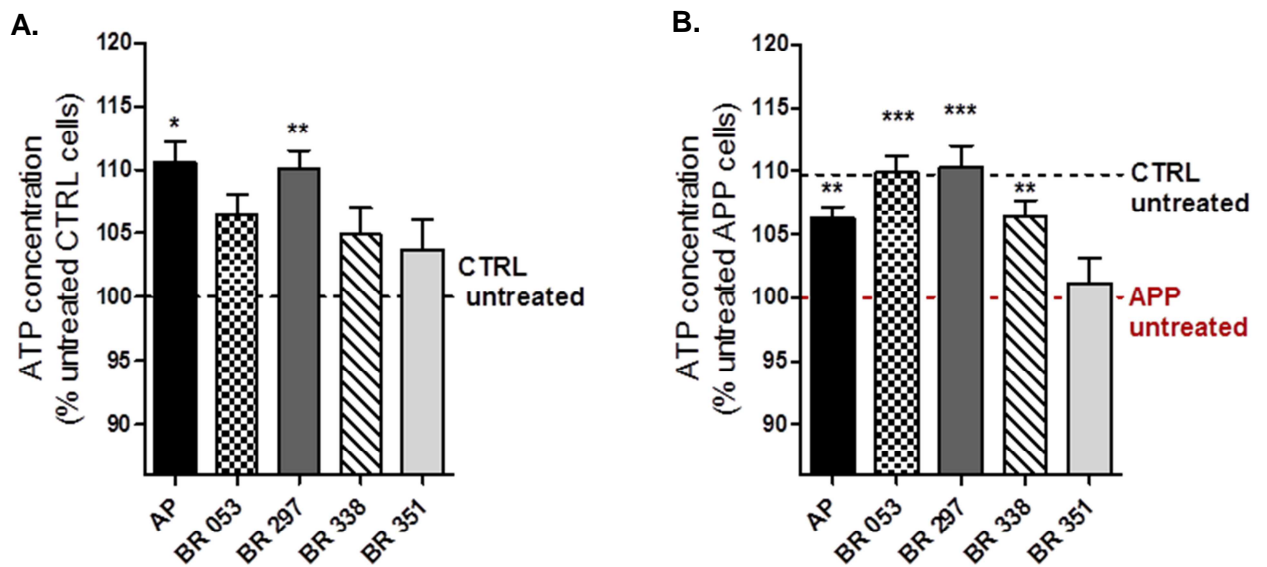 A.
ATP concentration
(% untreated CTRL cells)
120
115
110
105
100
95
90
*
**
CTRL
untreated
AP
BR 053
BR 297
BR 338
BR 351
B.
ATP concentration
(% untreated APP cells)
120
115
110
105
100
95
90
**
***
***
**
CTRL
untreated
APP
untreated
AP
BR 053
BR 297
BR 338
BR 351